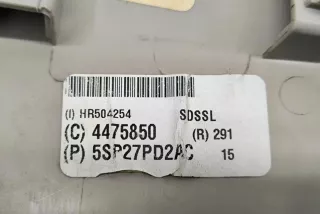 (I) HR504254 SDSSL
(C) 4475850 (R) 291
(P) 5SP27PD2AC 15